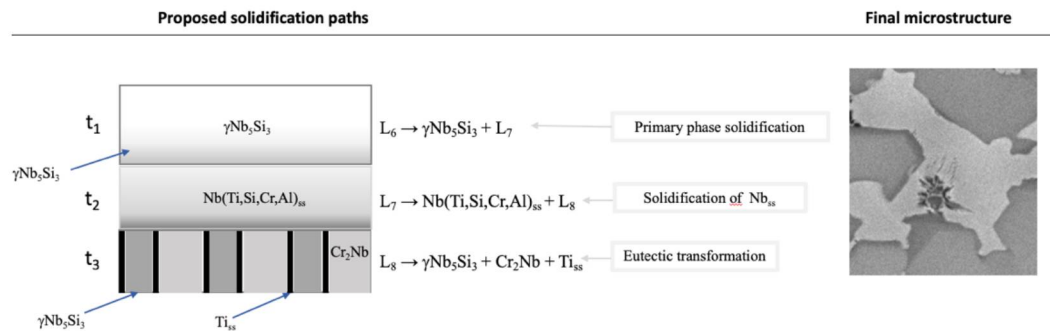 Proposed solidification paths
Final microstructure
t₁
γNb₅Si₃
L₆ → γNb₅Si₃ + L₇
Primary phase solidification
γNb₅Si₃
t₂
Nb(Ti,Si,Cr,Al)ₛₛ
L₇ → Nb(Ti,Si,Cr,Al)ₛₛ + L₈
Solidification of Nbₛₛ
t₃
Cr₂Nb
L₈ → γNb₅Si₃ + Cr₂Nb + Tiₛₛ
Eutectic transformation
γNb₅Si₃
Tiₛₛ